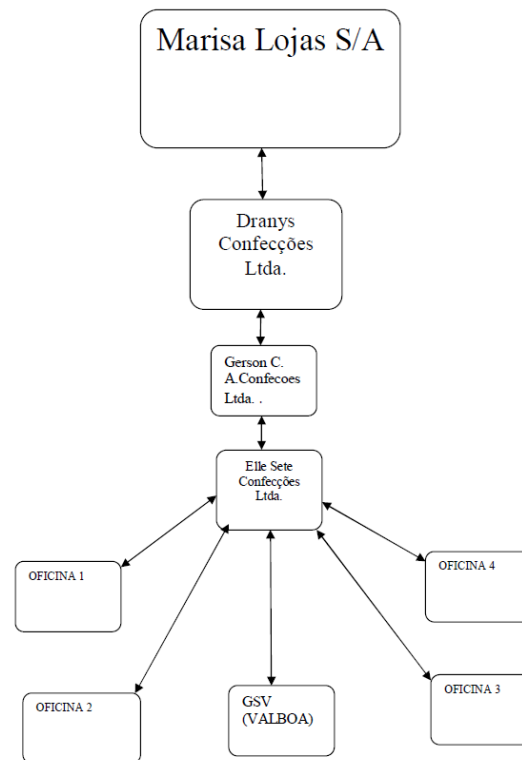 Marisa Lojas S/A
Dranys
Confecções
Ltda.
Gerson C.
A.Confecoes
Ltda. .
Elle Sete
Confecções
Ltda.
OFICINA 1
OFICINA 4
OFICINA 2
GSV
(VALBOA)
OFICINA 3